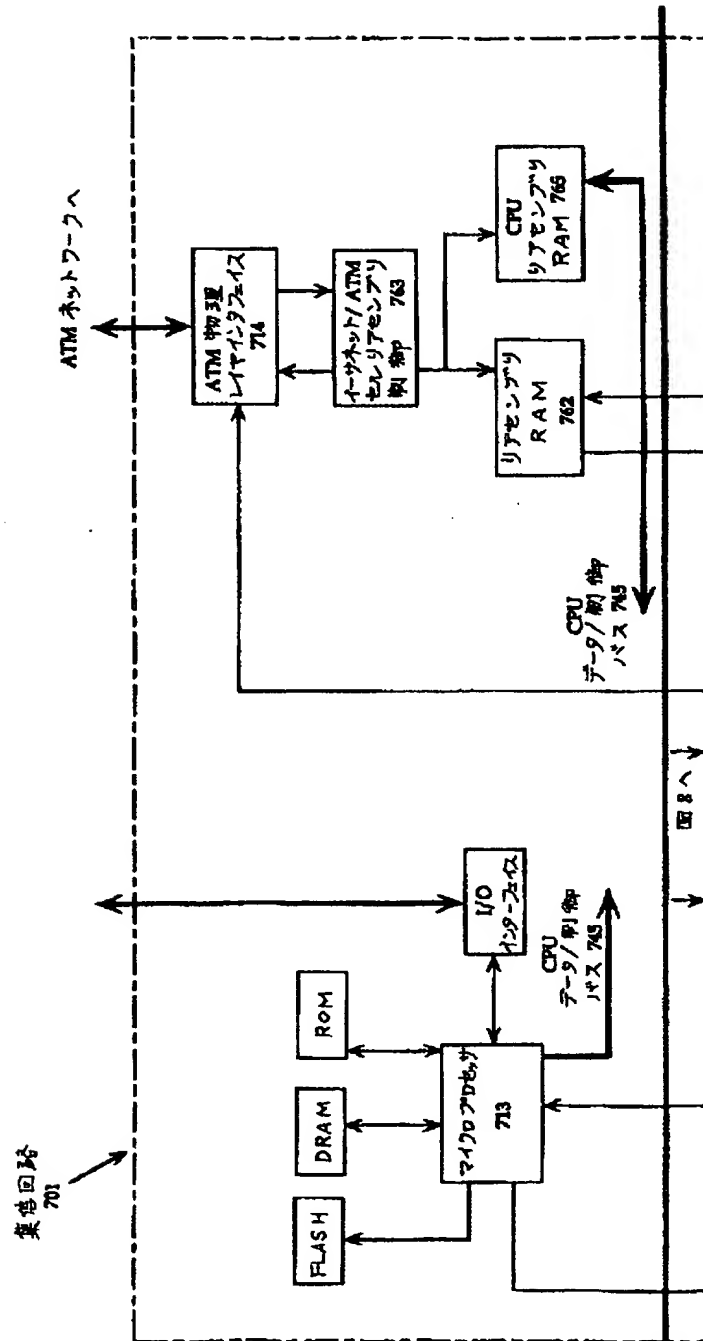 集信回路
701
ATM ネットワークへ
FLASH
DRAM
ROM
マイクロプロセッサ
713
I/O
インターフェイス
CPU
データ/制御
バス 745
ATM 物理
レイヤインタフェイス
714
イーサネット/ATM
セルリアセンブリ
制御 763
リアセンブリ
RAM
762
CPU
リアセンブリ
RAM 765
CPU
データ/制御
バス 745
図8へ